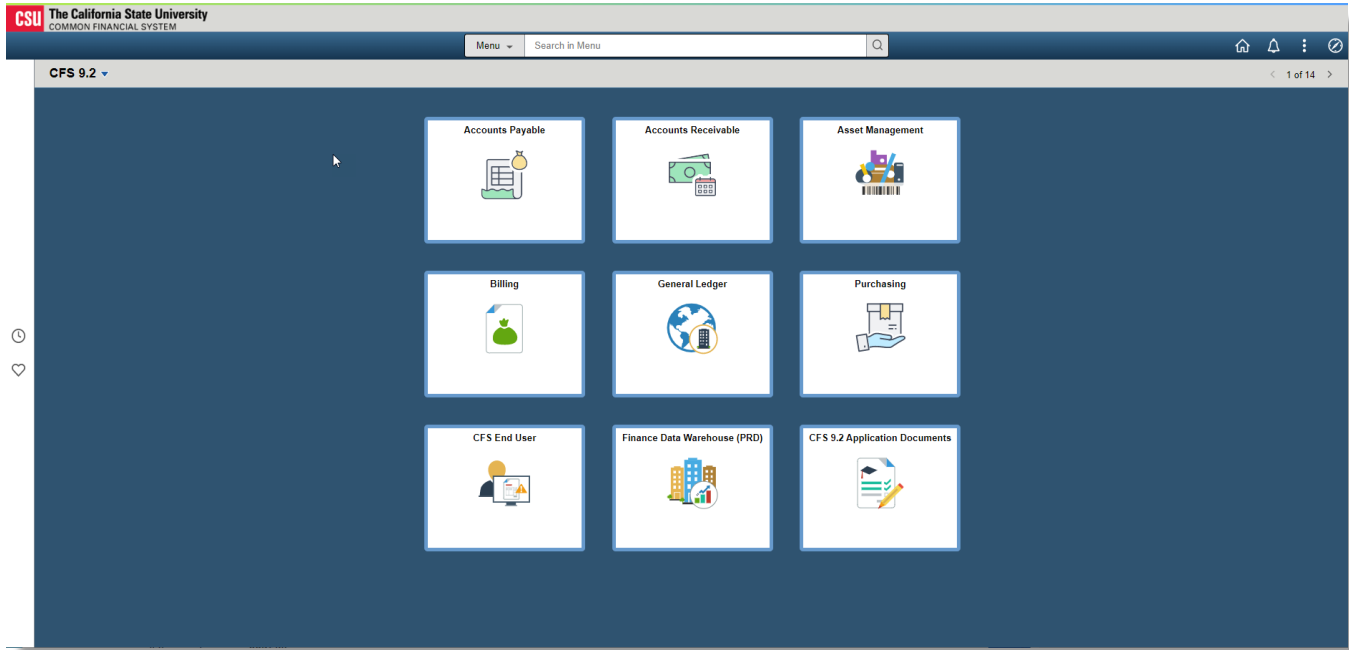 CSU The California State University
COMMON FINANCIAL SYSTEM
Menu Search in Menu
CFS 9.2 1 of 14
Accounts Payable Accounts Receivable Asset Management
Billing General Ledger Purchasing
CFS End User Finance Data Warehouse (PRD) CFS 9.2 Application Documents